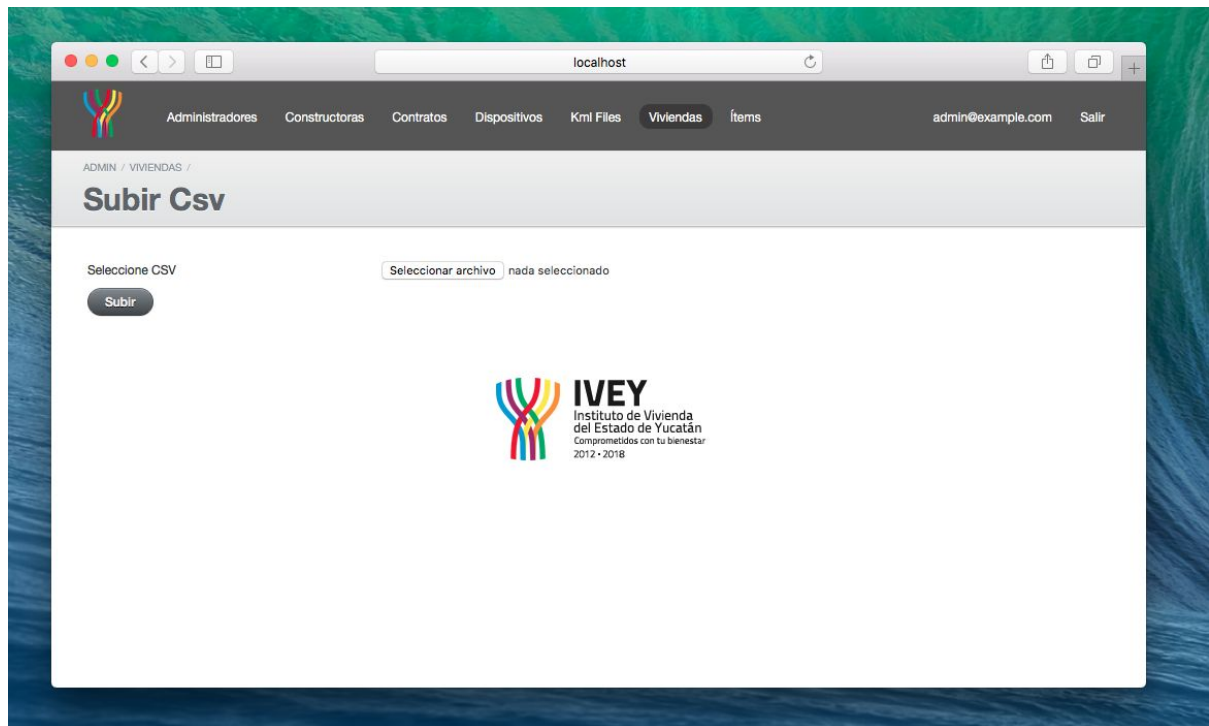 localhost
Administradores Constructoras Contratos Dispositivos Kml Files Viviendas Ítems admin@example.com Salir
ADMIN / VIVIENDAS /
Subir Csv
Seleccione CSV Seleccionar archivo nada seleccionado
Subir
IVEY
Instituto de Vivienda
del Estado de Yucatán
Comprometidos con tu bienestar
2012 • 2018